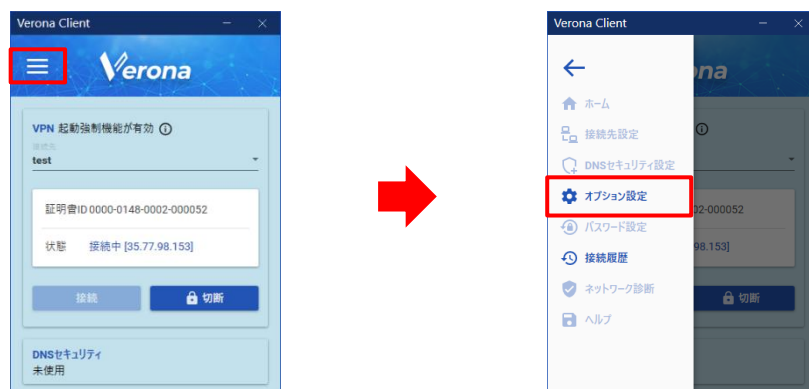 Verona Client
Verona
VPN 起動強制機能が有効
接続先
test
証明書ID 0000-0148-0002-000052
状態 接続中 [35.77.98.153]
接続
切断
DNSセキュリティ
未使用
Verona Client
na
ホーム
接続先設定
DNSセキュリティ設定
オプション設定
02-000052
パスワード設定
98.153]
接続履歴
ネットワーク診断
切断
ヘルプ